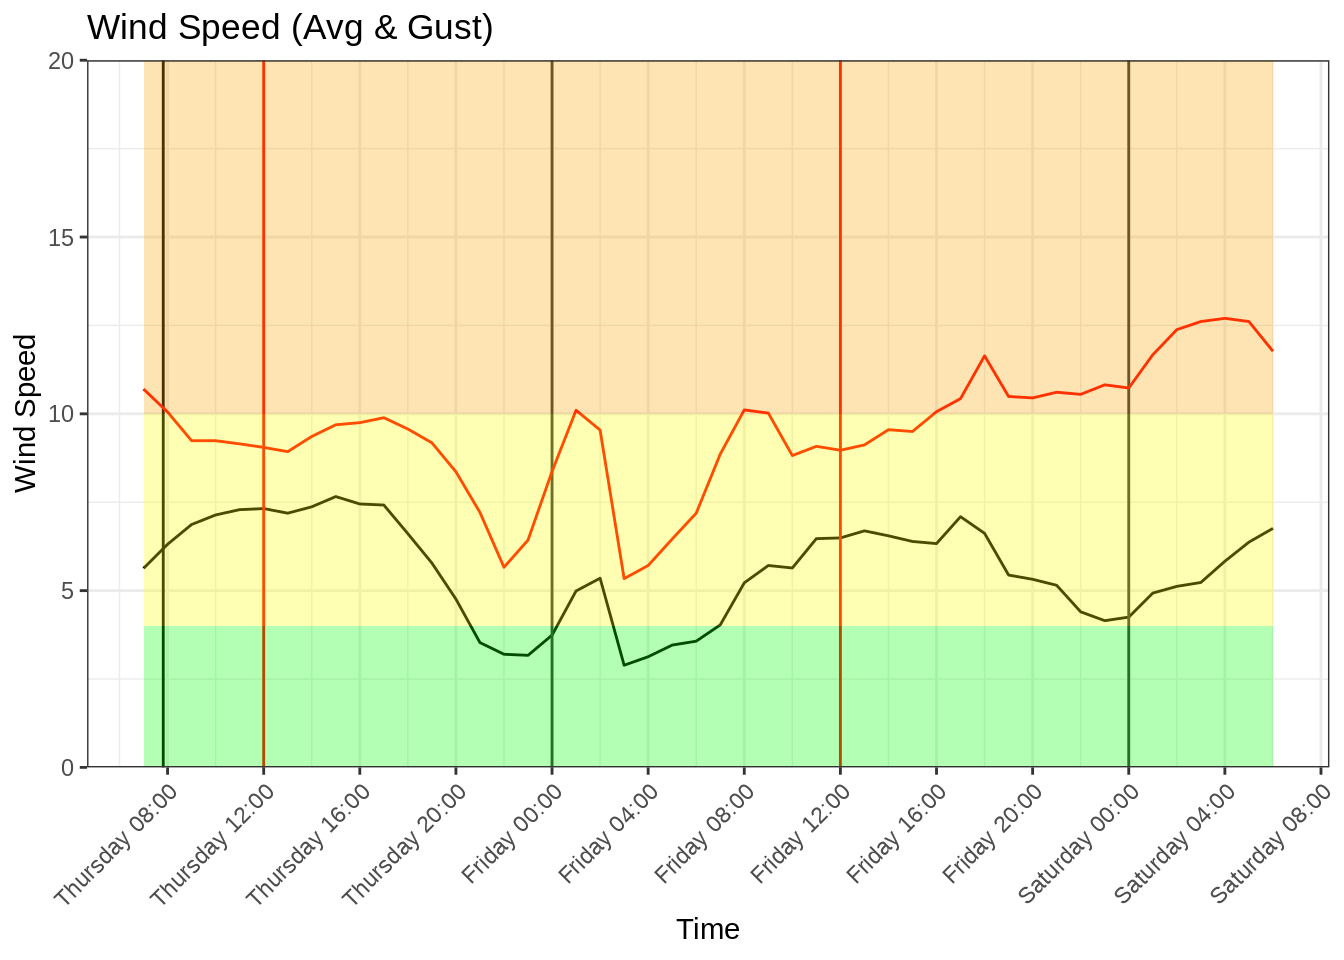 Wind Speed (Avg & Gust)
20
15
10
5
0
Wind Speed
Thursday 08:00
Thursday 12:00
Thursday 16:00
Thursday 20:00
Friday 00:00
Friday 04:00
Friday 08:00
Friday 12:00
Friday 16:00
Friday 20:00
Saturday 00:00
Saturday 04:00
Saturday 08:00
Time